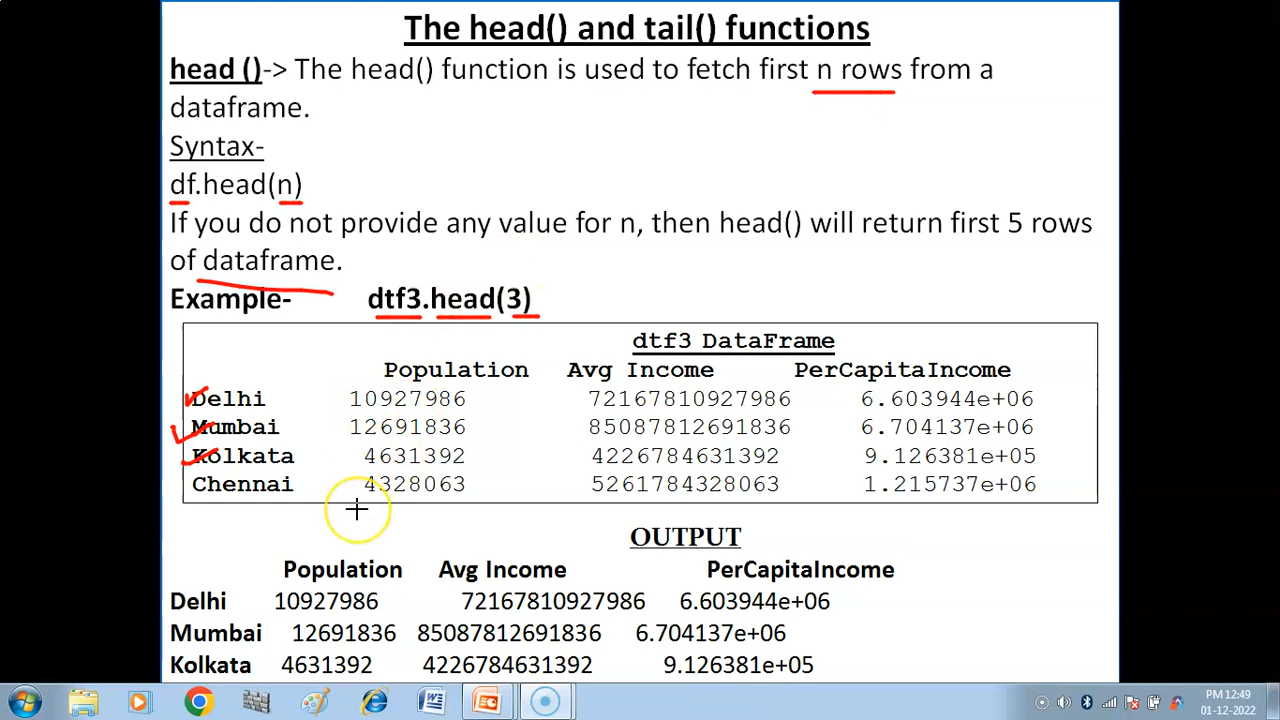 The head() and tail() functions
head ()-> The head() function is used to fetch first n rows from a
dataframe.
Syntax-
df.head(n)
If you do not provide any value for n, then head() will return first 5 rows
of dataframe.
Example- dtf3.head(3)
dtf3 DataFrame
Population Avg Income PerCapitaIncome
Delhi 10927986 72167810927986 6.603944e+06
Mumbai 12691836 85087812691836 6.704137e+06
Kolkata 4631392 4226784631392 9.126381e+05
Chennai 4328063 5261784328063 1.215737e+06
OUTPUT
Population Avg Income PerCapitaIncome
Delhi 10927986 72167810927986 6.603944e+06
Mumbai 12691836 85087812691836 6.704137e+06
Kolkata 4631392 4226784631392 9.126381e+05
PM 12:49
01-12-2022